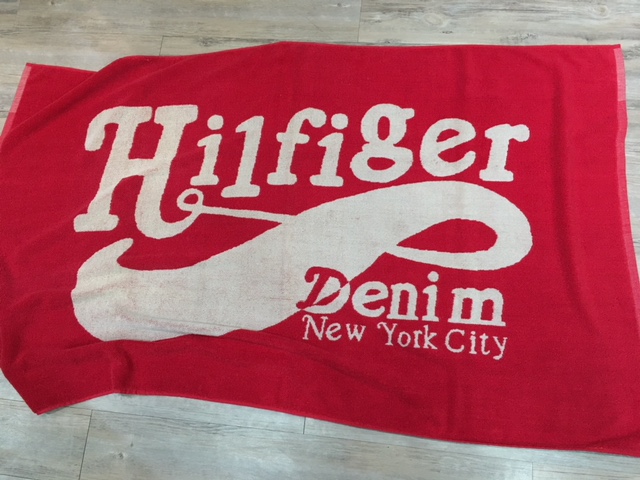 Hilfiger
Denim
New York City